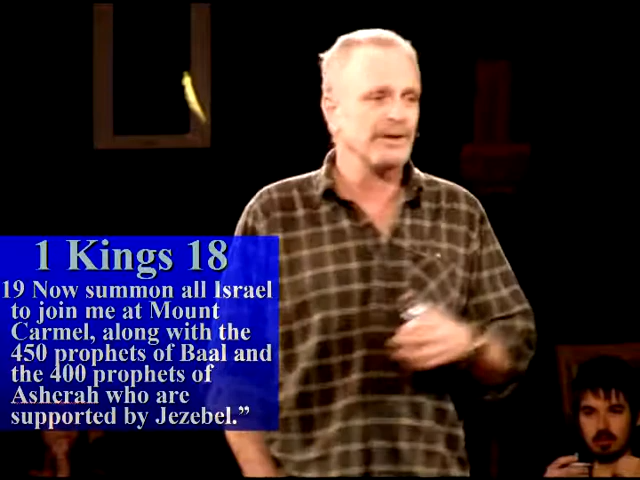 1 Kings 18
19 Now summon all Israel
to join me at Mount
Carmel, along with the
450 prophets of Baal and
the 400 prophets of
Asherah who are
supported by Jezebel.”